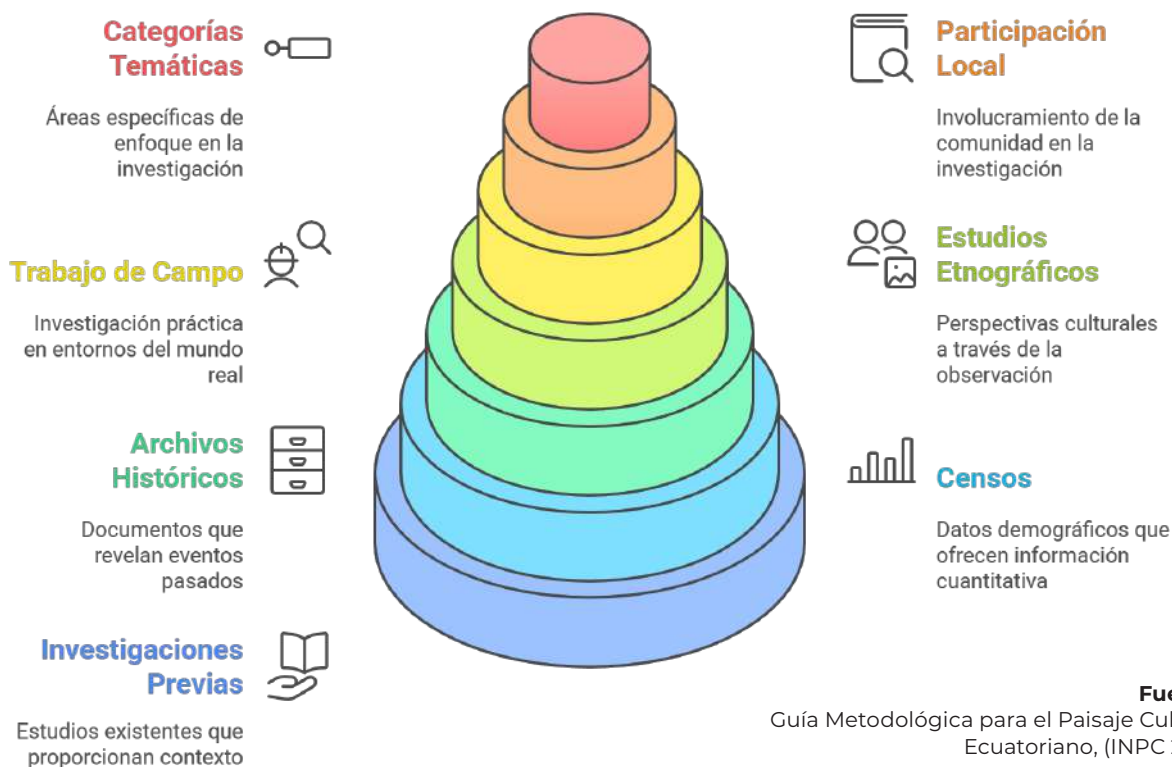 Categorías
Temáticas
Áreas específicas de
enfoque en la
investigación
Participación
Local
Involucramiento de la
comunidad en la
investigación
Trabajo de Campo
Investigación práctica
en entornos del mundo
real
Estudios
Etnográficos
Perspectivas culturales
a través de la
observación
Archivos
Históricos
Documentos que
revelan eventos
pasados
Censos
Datos demográficos que
ofrecen información
cuantitativa
Investigaciones
Previas
Estudios existentes que
proporcionan contexto
Guía Metodológica para el Paisaje
Ecuatoriano, (INPC